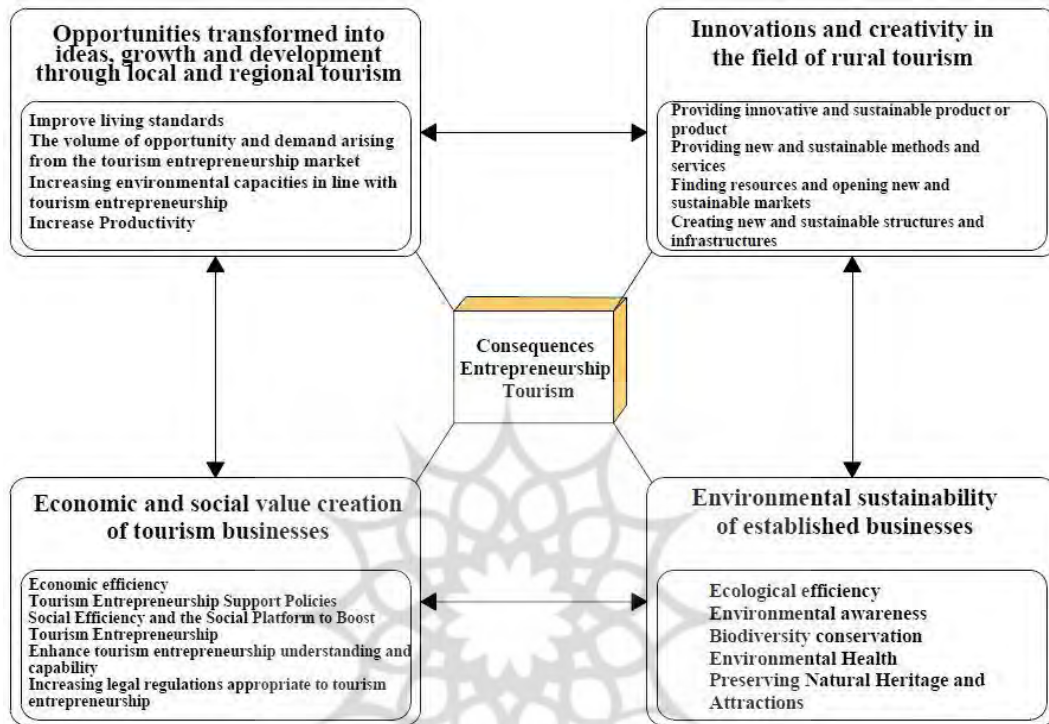 Opportunities transformed into
ideas, growth and development
through local and regional tourism
Improve living standards
The volume of opportunity and demand arising
from the tourism entrepreneurship market
Increasing environmental capacities in line with
tourism entrepreneurship
Increase Productivity
Innovations and creativity in
the field of rural tourism
Providing innovative and sustainable product or
product
Providing new and sustainable methods and
services
Finding resources and opening new and
sustainable markets
Creating new and sustainable structures and
infrastructures
Consequences
Entrepreneurship
Tourism
Economic and social value creation
of tourism businesses
Economic efficiency
Tourism Entrepreneurship Support Policies
Social Efficiency and the Social Platform to Boost
Tourism Entrepreneurship
Enhance tourism entrepreneurship understanding and
capability
Increasing legal regulations appropriate to tourism
entrepreneurship
Environmental sustainability
of established businesses
Ecological efficiency
Environmental awareness
Biodiversity conservation
Environmental Health
Preserving Natural Heritage and
Attractions